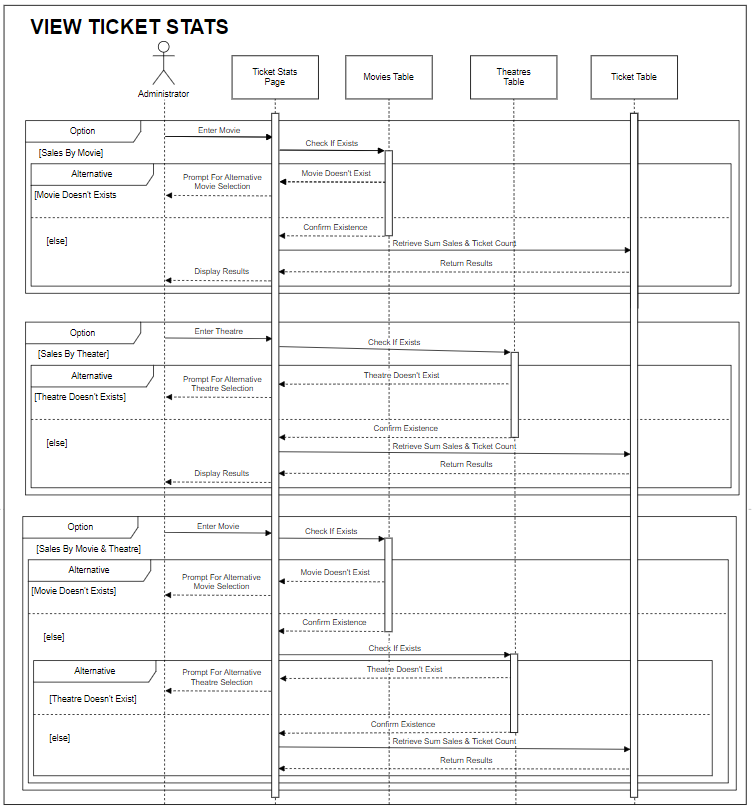 VIEW TICKET STATS
Administrator
Ticket Stats
Page
Movies Table
Theatres
Table
Ticket Table
Option
Enter Movie
[Sales By Movie]
Check If Exists
Alternative
[Movie Doesn't Exists
Prompt For Alternative
Movie Selection
Movie Doesn't Exist
Confirm Existence
[else]
Retrieve Sum Sales & Ticket Count
Return Results
Display Results
Option
Enter Theatre
[Sales By Theater]
Check If Exists
Alternative
[Theatre Doesn't Exists]
Prompt For Alternative
Theatre Selection
Theatre Doesn't Exist
Confirm Existence
[else]
Retrieve Sum Sales & Ticket Count
Return Results
Display Results
Option
Enter Movie
[Sales By Movie & Theatre]
Check If Exists
Alternative
[Movie Doesn't Exists]
Prompt For Alternative
Movie Selection
Movie Doesn't Exist
Confirm Existence
[else]
Check If Exists
Alternative
[Theatre Doesn't Exist]
Prompt For Alternative
Theatre Selection
Theatre Doesn't Exist
Confirm Existence
[else]
Retrieve Sum Sales & Ticket Count
Return Results